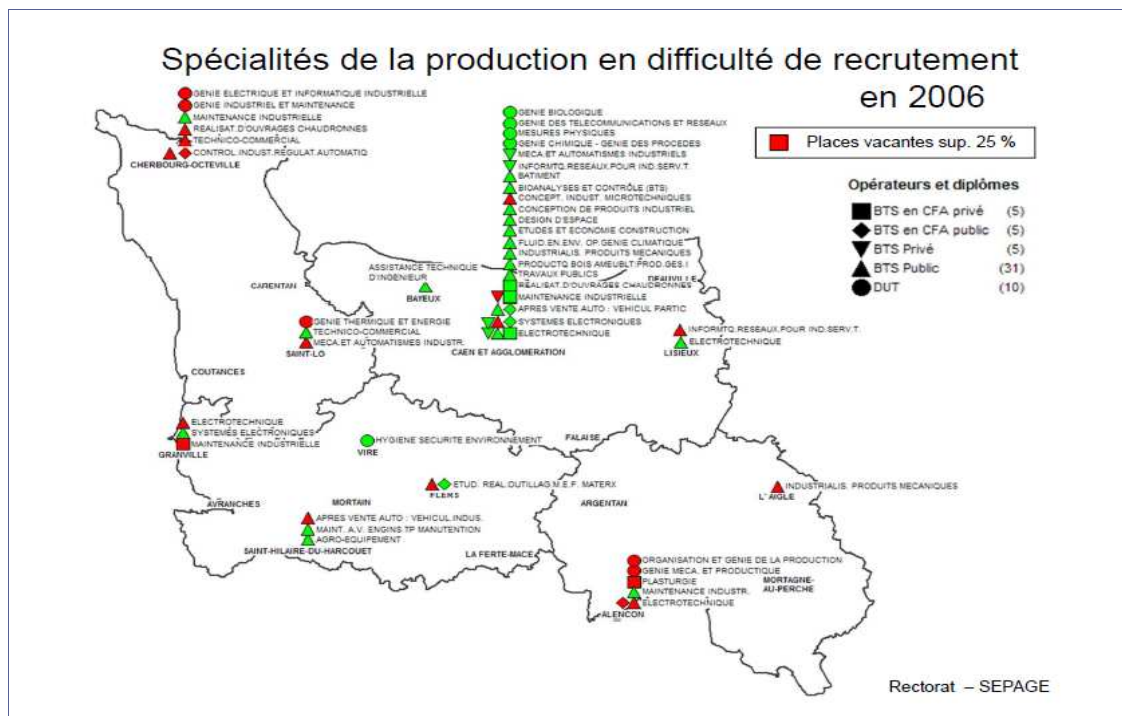 Spécialités de la production en difficulté de recrutement
en 2006
Places vacantes sup. 25 %
Opérateurs et diplômes
BTS en CFA privé (5)
BTS en CFA public (5)
BTS Privé (5)
BTS Public (31)
DUT (10)
GENIE ELECTRIQUE ET INFORMATIQUE INDUSTRIELLE
GENIE INDUSTRIEL ET MAINTENANCE
MAINTENANCE INDUSTRIELLE
REALISAT.D'OUVRAGES CHAUDRONNES
TECHNICO-COMMERCIAL
CONTROL.INDUST.REGULAT.AUTOMATIQ
CHERBOURG-OCTEVILLE
GENIE BIOLOGIQUE
GENIE DES TELECOMMUNICATIONS ET RESEAUX
MESURES PHYSIQUES
GENIE CHIMIQUE - GENIE DES PROCEDES
MECA.ET AUTOMATISMES INDUSTRIELS
INFORMTQ.RESEAUX.POUR IND.SERV.T.
BATIMENT
BIOANALYSES ET CONTRÔLE (BTS)
CONCEPT. INDUST. MICROTECHNIQUES
CONCEPTION DE PRODUITS INDUSTRIEL
DESIGN D'ESPACE
ETUDES ET ECONOMIE CONSTRUCTION
FLUID.EN.ENV. OP.GENIE CLIMATIQUE
INDUSTRIALIS. PRODUITS MECANIQUES
PRODUCTQ BOIS AMEUBLT:PROD.GES.I
TRAVAUX PUBLICS
DEAUVILLE
REALISAT.D'OUVRAGES CHAUDRONNES
MAINTENANCE INDUSTRIELLE
APRES VENTE AUTO : VEHICUL PARTIC
SYSTEMES ELECTRONIQUES
ELECTROTECHNIQUE
CAEN ET AGGLOMERATION
ASSISTANCE TECHNIQUE
D'INGENIEUR
BAYEUX
CARENTAN
GENIE THERMIQUE ET ENERGIE
TECHNICO-COMMERCIAL
MECA.ET AUTOMATISMES INDUSTR.
SAINT-LO
INFORMTQ.RESEAUX.POUR IND.SERV.T.
ELECTROTECHNIQUE
LISIEUX
COUTANCES
ELECTROTECHNIQUE
SYSTEMES ELECTRONIQUES
MAINTENANCE INDUSTRIELLE
GRANVILLE
HYGIENE SECURITE ENVIRONNEMENT
VIRE
FALAISE
ETUD. REAL.OUTILLAG.M.E.F. MATERX
FLERS
INDUSTRIALIS. PRODUITS MECANIQUES
L'AIGLE
AVRANCHES
MORTAIN
ARGENTAN
APRES VENTE AUTO : VEHICUL.INDUS.
MAINT. A.V. ENGINS.TP MANUTENTION
AGRO-EQUIPEMENT
SAINT-HILAIRE-DU-HARCOUET
LA FERTE-MACE
ORGANISATION ET GENIE DE LA PRODUCTION
GENIE MECA. ET PRODUCTIQUE
PLASTURGIE
MAINTENANCE INDUSTR.
ELECTROTECHNIQUE
ALENCON
MORTAGNE-
AU-PERCHE
Rectorat – SEPAGE